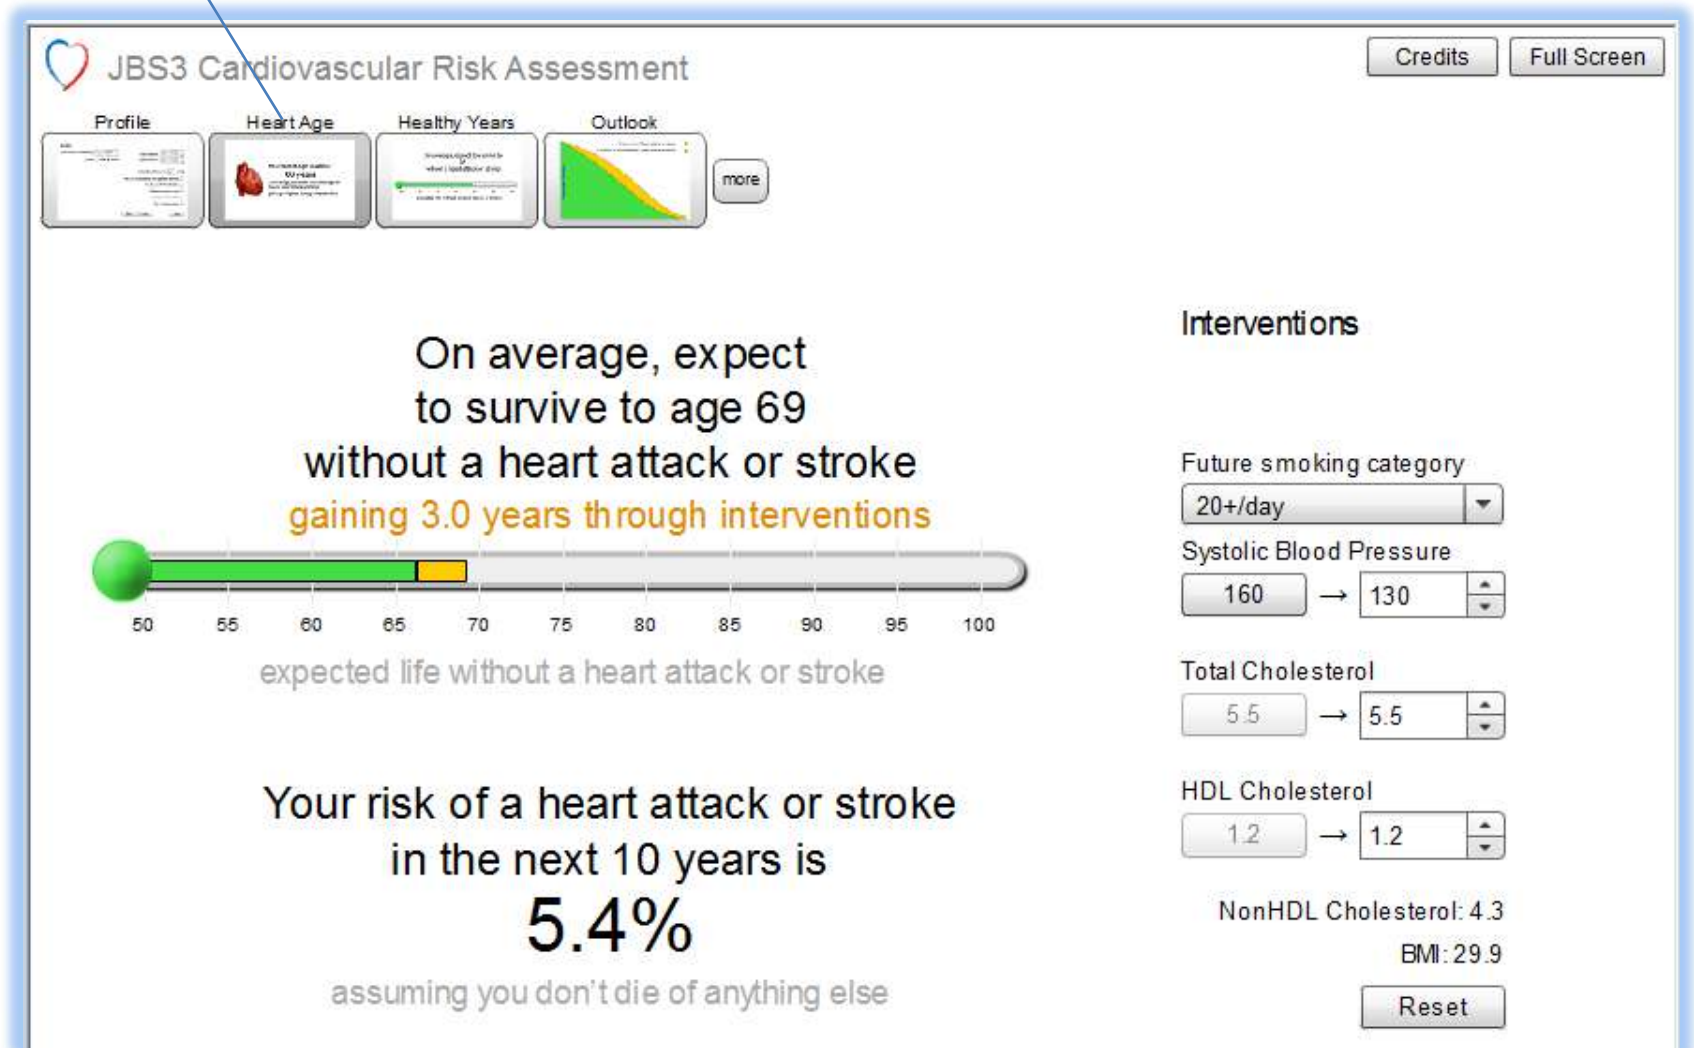 JBS3 Cardiovascular Risk Assessment
Credits
Full Screen
Profile
Heart Age
Healthy Years
Outlook
more
Interventions
On average, expect
to survive to age 69
without a heart attack or stroke
gaining 3.0 years through interventions
50 55 60 65 70 75 80 85 90 95 100
expected life without a heart attack or stroke
Your risk of a heart attack or stroke
in the next 10 years is
5.4%
assuming you don't die of anything else
Future smoking category
20+/day
Systolic Blood Pressure
160 → 130
Total Cholesterol
5.5 → 5.5
HDL Cholesterol
1.2 → 1.2
NonHDL Cholesterol: 4.3
BMI: 29.9
Reset